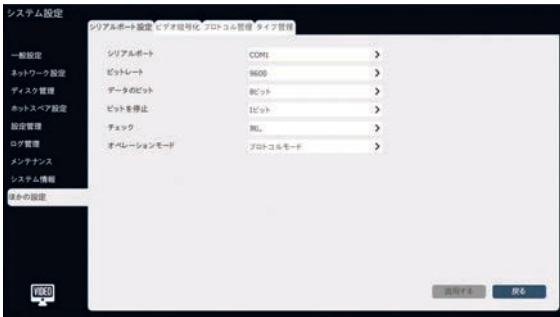 システム設定
シリアルポート設定 ビデオ暗号化 プロトコル管理 タイプ管理
一般設定
ネットワーク設定
ディスク管理
ホットスペア設定
設定管理
ログ管理
メンテナンス
システム情報
ほかの設定
シリアルポート COM1
ビットレート 9600
データのビット 8ビット
ビットを停止 1ビット
チェック 無し
オペレーションモード プロトコルモード
適用する 戻る
VIDEO